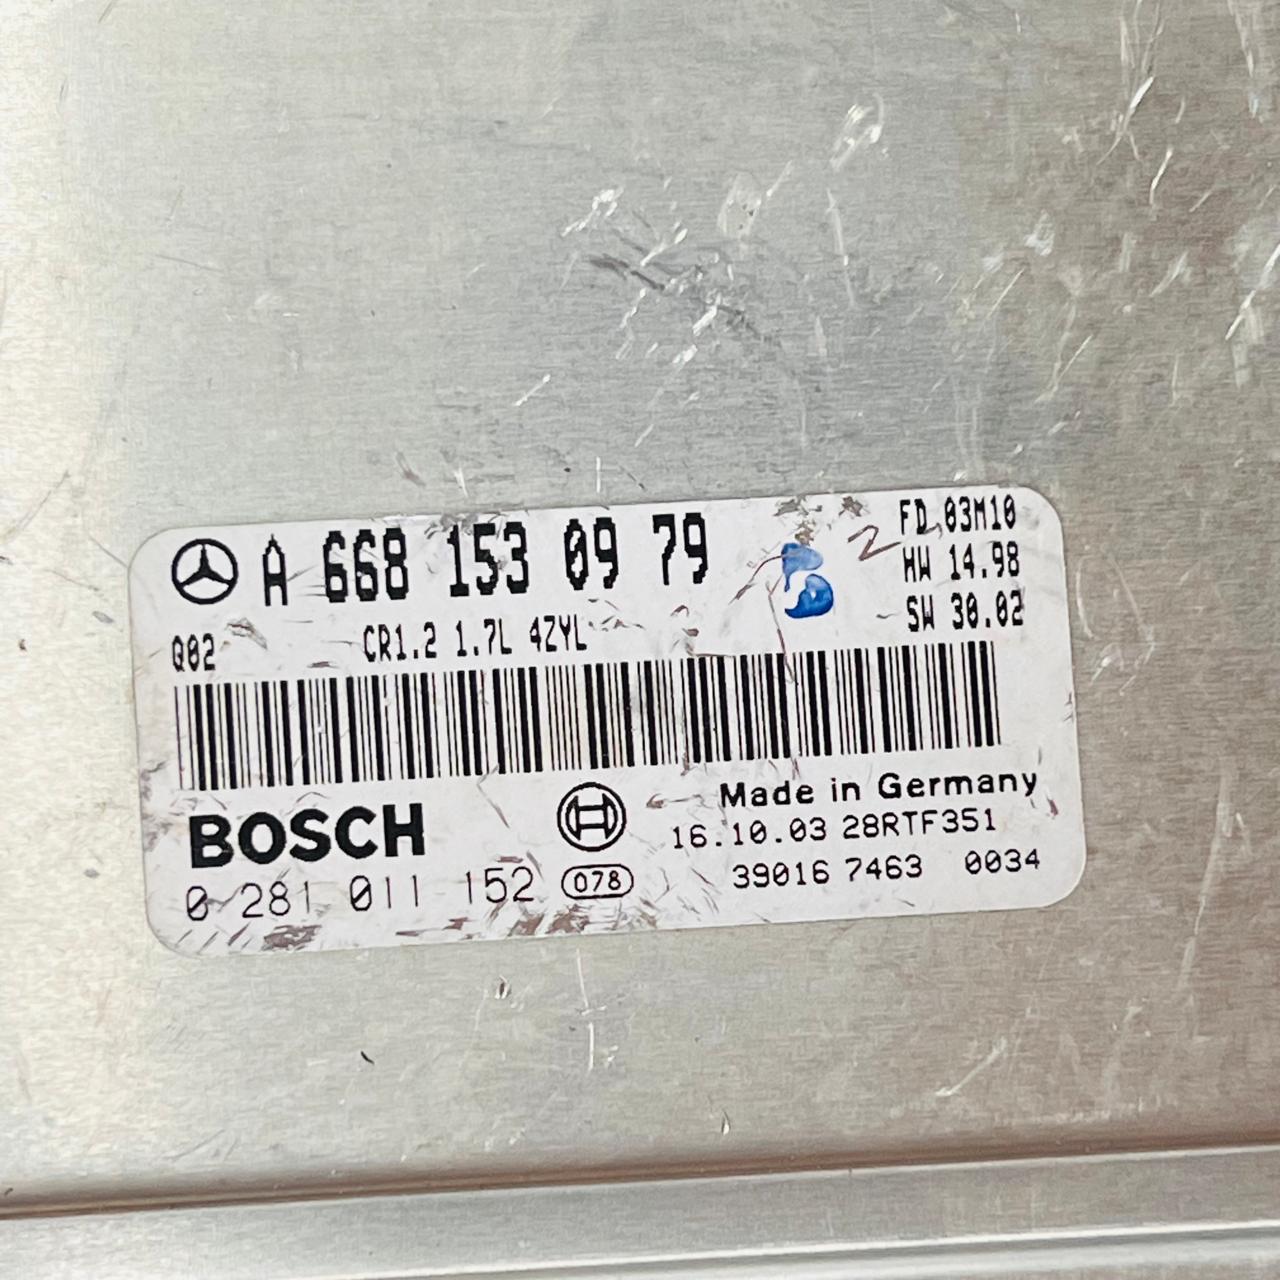 A 668 153 09 79
FD 03M10
HW 14.98
SW 30.02
Q02 CR1.2 1.7L 4ZYL
BOSCH
Made in Germany
16.10.03 28RTF351
0 281 011 152 078
39016 7463 0034